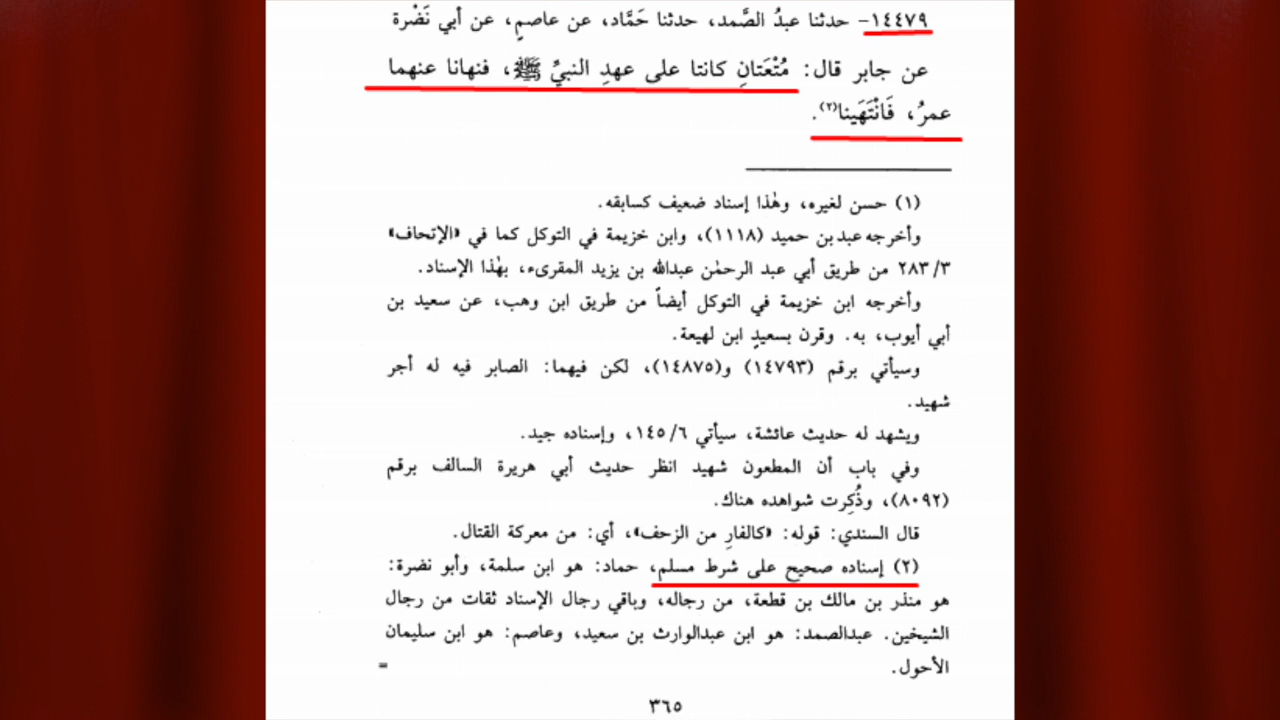 ١٤٤٧٩- حدثنا عبدُ الصَّمد، حدثنا حَمَّاد، عن عاصمٍ، عن أبي نَضْرة
عن جابر قال: مُتْعَتانِ كانتا على عهدِ النبيِّ ﷺ، فنهانا عنهما
عمرُ، فَانْتَهَينا(٢).
(١) حسن لغيره، وهٰذا إسناد ضعيف كسابقه.
وأخرجه عبد بن حميد (١١١٨)، وابن خزيمة في التوكل كما في «الإتحاف»
٢٨٣/٣ من طريق أبي عبد الرحمٰن عبدالله بن يزيد المقرىء، بهٰذا الإسناد.
وأخرجه ابن خزيمة في التوكل أيضاً من طريق ابن وهب، عن سعيد بن
أبي أيوب، به. وقرن بسعيدٍ ابن لهيعة.
وسيأتي برقم (١٤٧٩٣) و(١٤٨٧٥)، لكن فيهما: الصابر فيه له أجر
شهيد.
ويشهد له حديث عائشة، سيأتي ١٤٥/٦، وإسناده جيد.
وفي باب أن المطعون شهيد انظر حديث أبي هريرة السالف برقم
(٨٠٩٢)، وذُكِرت شواهده هناك.
قال السندي: قوله: «كالفارِ من الزحف»، أي: من معركة القتال.
(٢) إسناده صحيح على شرط مسلم، حماد: هو ابن سلمة، وأبو نضرة:
هو منذر بن مالك بن قطعة، من رجاله، وباقي رجال الإسناد ثقات من رجال
الشيخين. عبدالصمد: هو ابن عبدالوارث بن سعيد، وعاصم: هو ابن سليمان
الأحول. =
٣٦٥